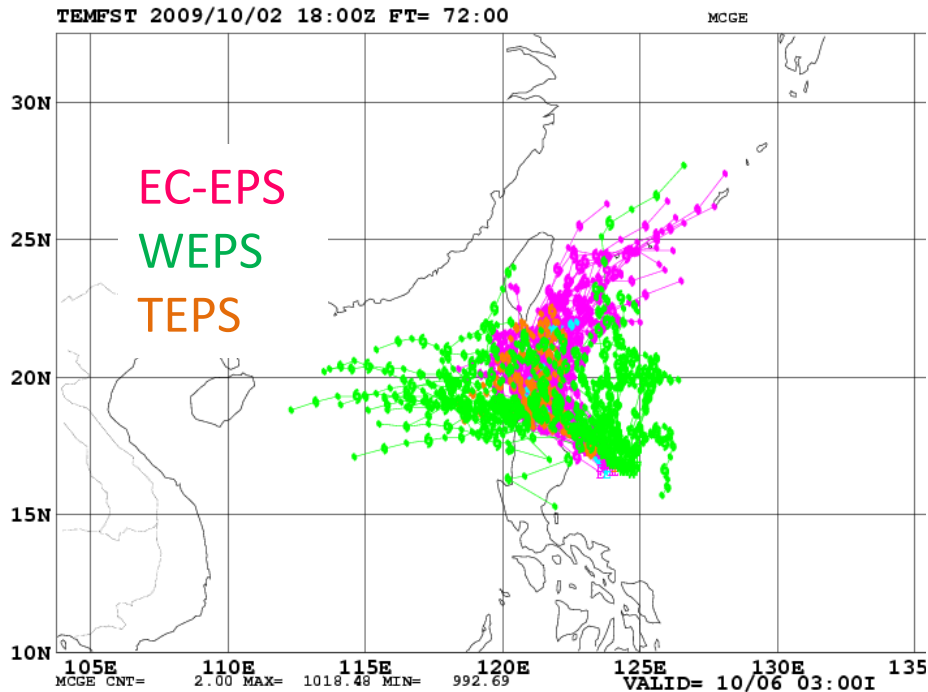 TEMFST 2009/10/02 18:00Z FT= 72:00 MCGE
30N
EC-EPS
WEPS
TEPS
25N
20N
15N
10N
105E 110E 115E 120E 125E 130E 135
MCGE CNT= 2.00 MAX= 1018.48 MIN= 992.69 VALID= 10/06 03:00I